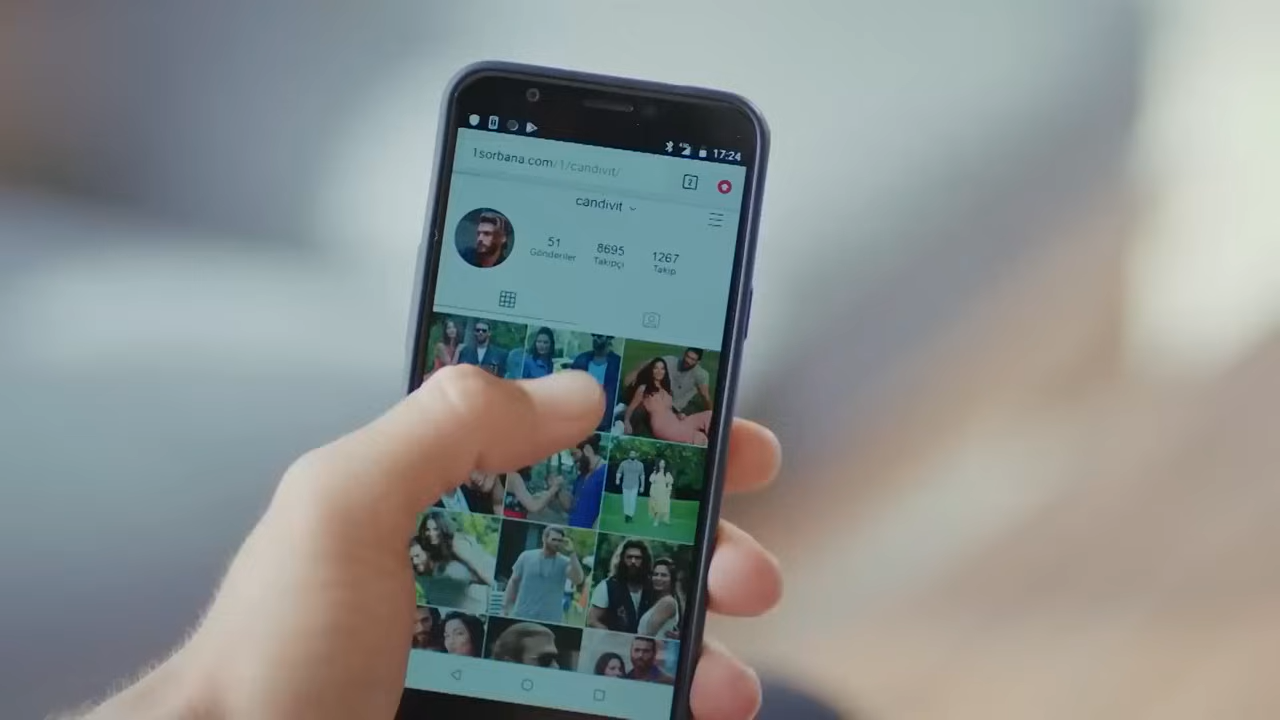 17:24
1sorbana.com/1/candivit/
2
candivit
51 8695 1267
Gönderiler Takipçi Takip